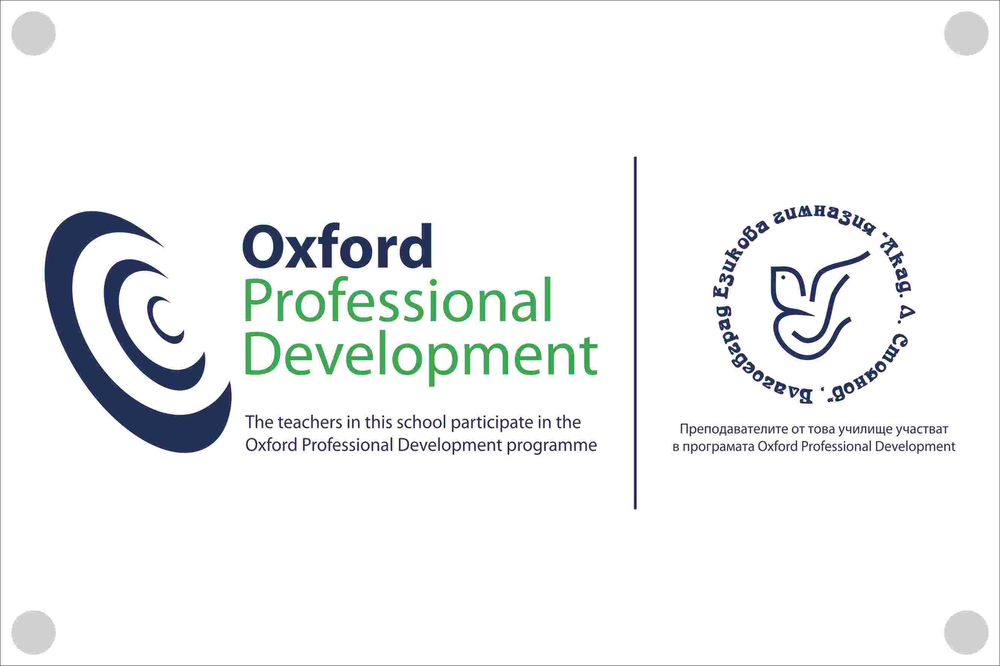 Oxford
Professional
Development
The teachers in this school participate in the
Oxford Professional Development programme
Езикова гимназия "Акад. Л. Стоянов", Благоевград
Преподавателите от това училище участват
в програмата Oxford Professional Development